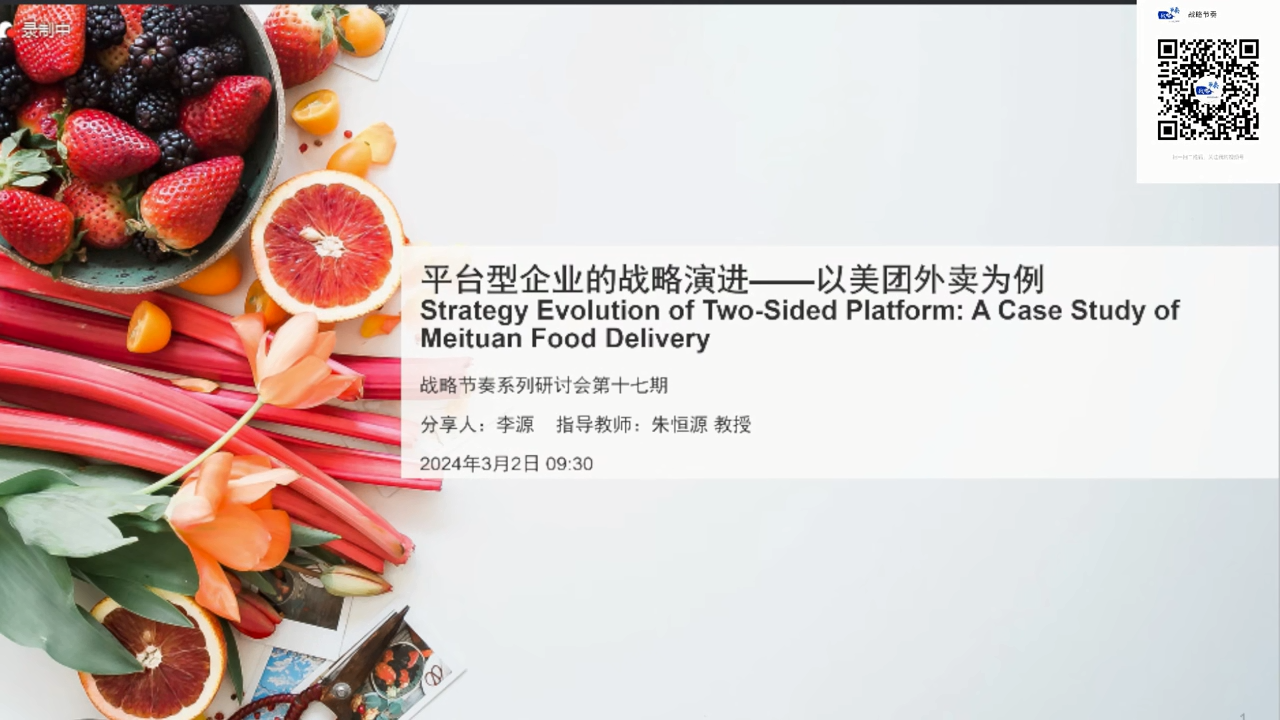 录制中
战略节奏
平台型企业的战略演进——以美团外卖为例
Strategy Evolution of Two-Sided Platform: A Case Study of
Meituan Food Delivery
战略节奏系列研讨会第十七期
分享人：李源 指导教师：朱恒源 教授
2024年3月2日 09:30
1